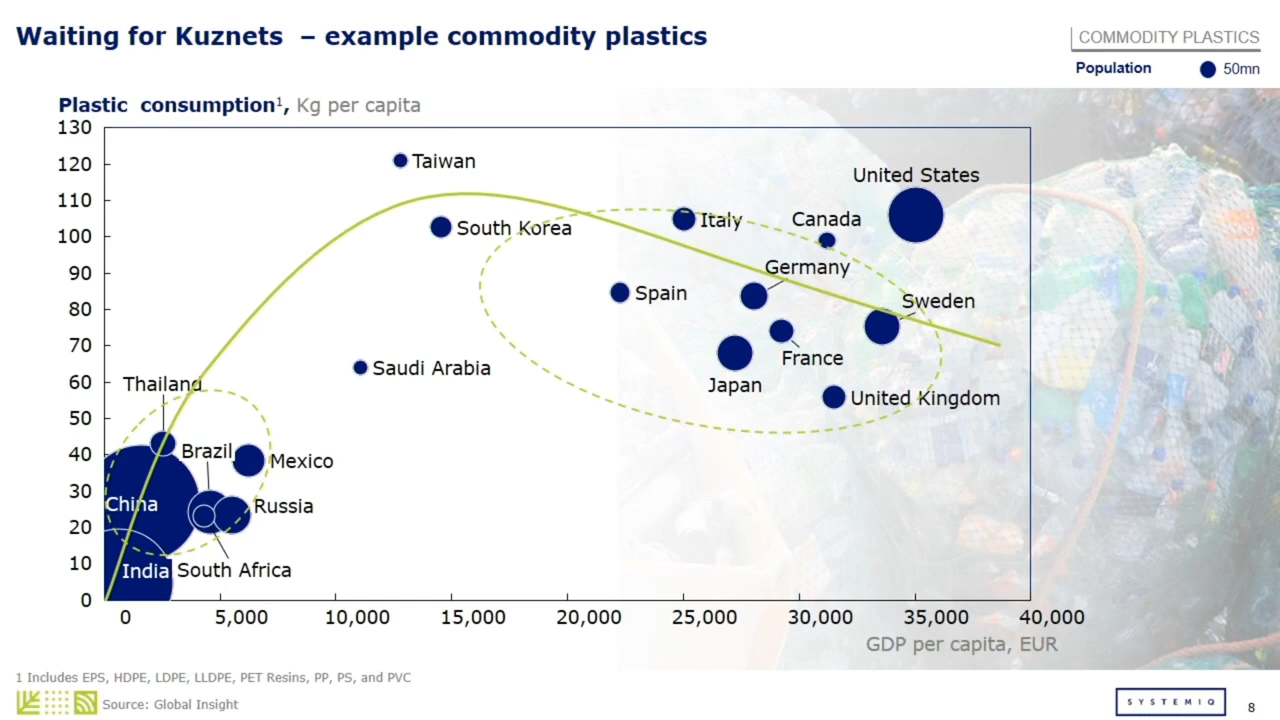 Waiting for Kuznets – example commodity plastics
COMMODITY PLASTICS
Population 50mn
Plastic consumption¹, Kg per capita
130
120
110
100
90
80
70
60
50
40
30
20
10
0
Taiwan
United States
South Korea
Italy
Canada
Germany
Spain
Sweden
France
Saudi Arabia
Japan
United Kingdom
Thailand
Brazil
Mexico
China
Russia
India
South Africa
0 5,000 10,000 15,000 20,000 25,000 30,000 35,000 40,000
GDP per capita, EUR
1 Includes EPS, HDPE, LDPE, LLDPE, PET Resins, PP, PS, and PVC
Source: Global Insight
SYSTEMIQ
8